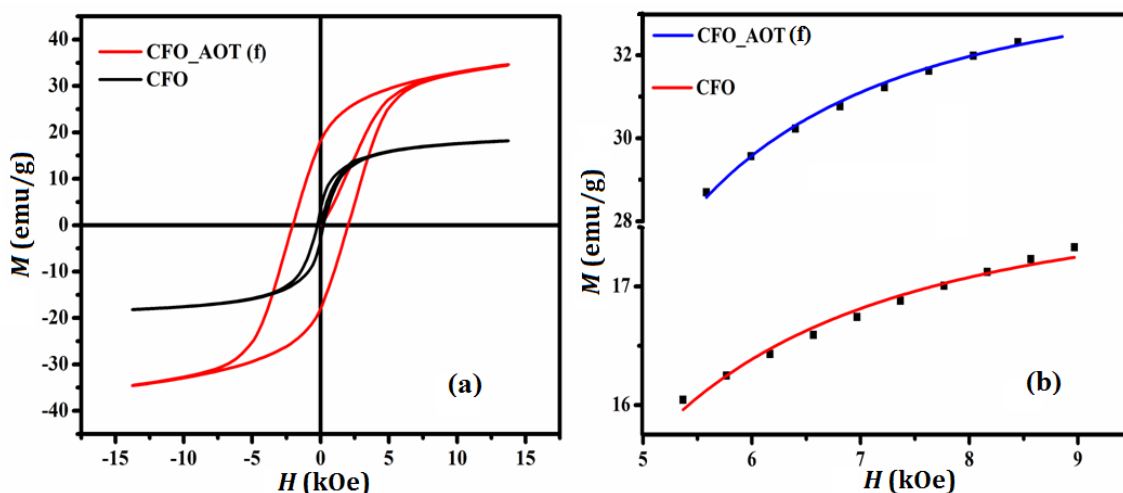 40
30
20
10
0
-10
-20
-30
-40
M (emu/g)
CFO_AOT (f)
CFO
(a)
-15 -10 -5 0 5 10 15
H (kOe)
32
30
28
17
16
M (emu/g)
CFO_AOT (f)
CFO
(b)
5 6 7 8 9
H (kOe)